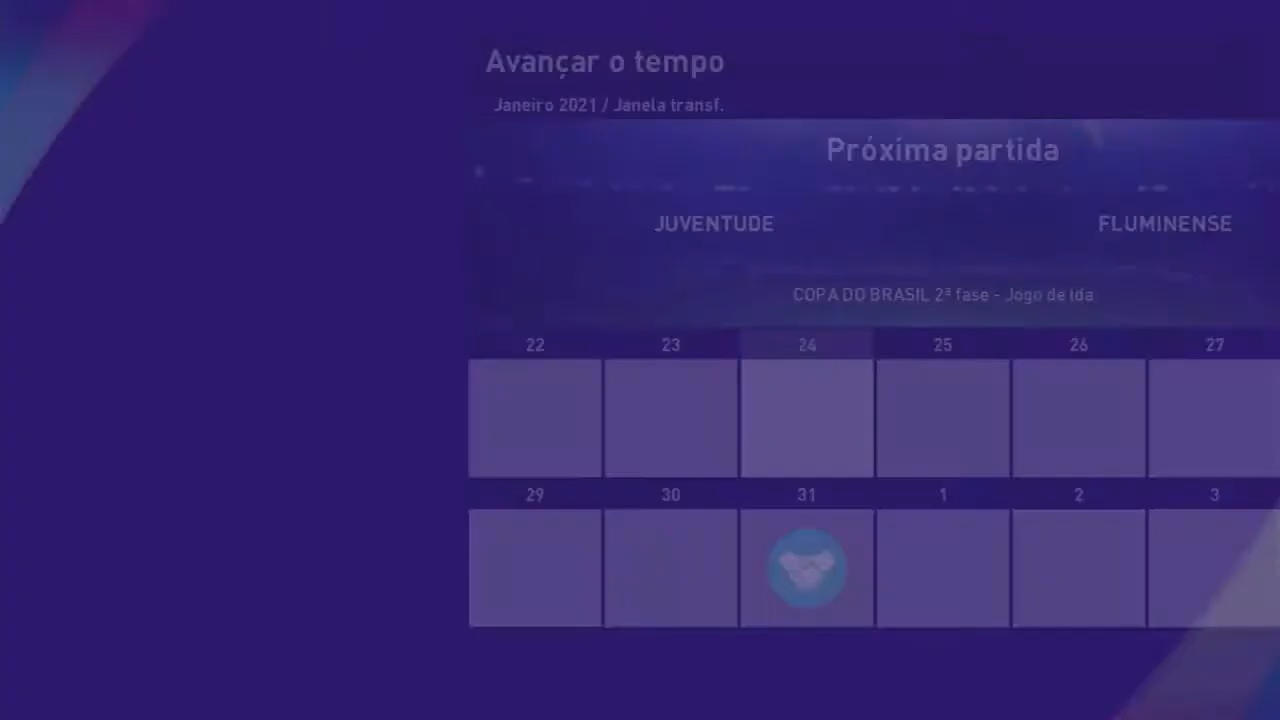 Avançar o tempo
Janeiro 2021 / Janela transf.
Próxima partida
JUVENTUDE FLUMINENSE
COPA DO BRASIL 2ª fase - Jogo de Ida
22 23 24 25 26 27
29 30 31 1 2 3